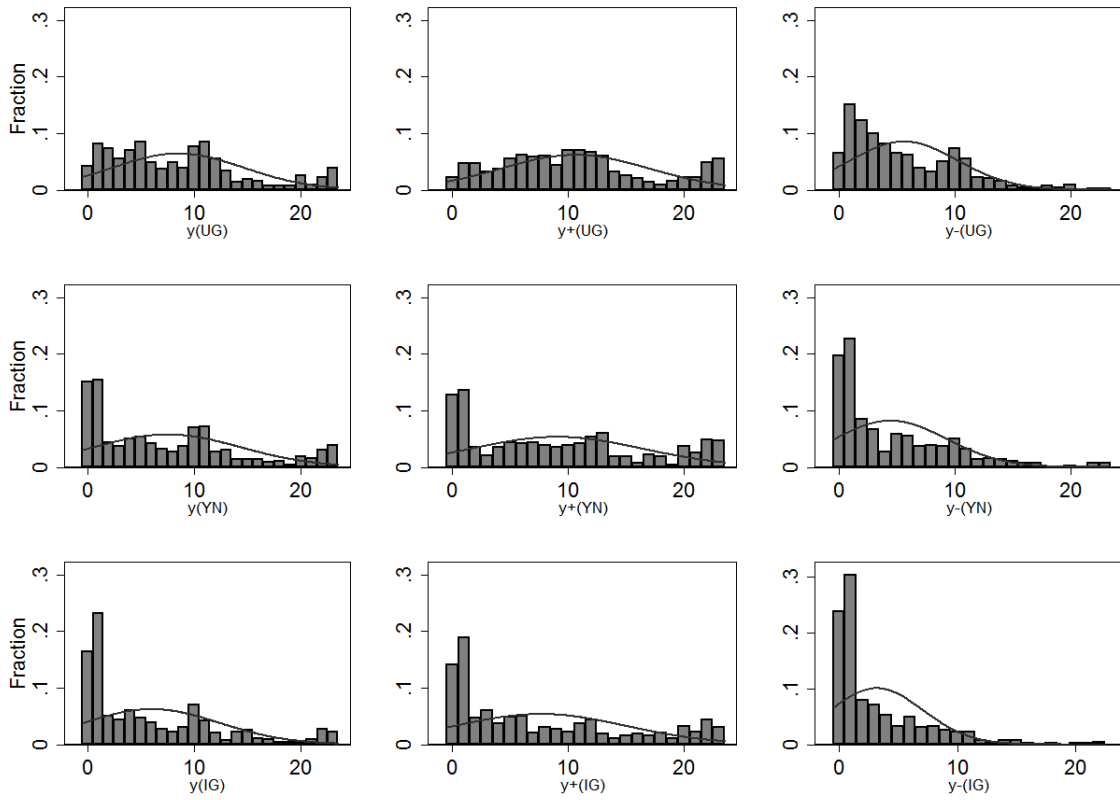 Fraction
.3
.2
.1
0
0 10 20
y(UG)
.3
.2
.1
0
0 10 20
y+(UG)
.3
.2
.1
0
0 10 20
y-(UG)
Fraction
.3
.2
.1
0
0 10 20
y(YN)
.3
.2
.1
0
0 10 20
y+(YN)
.3
.2
.1
0
0 10 20
y-(YN)
Fraction
.3
.2
.1
0
0 10 20
y(IG)
.3
.2
.1
0
0 10 20
y+(IG)
.3
.2
.1
0
0 10 20
y-(IG)